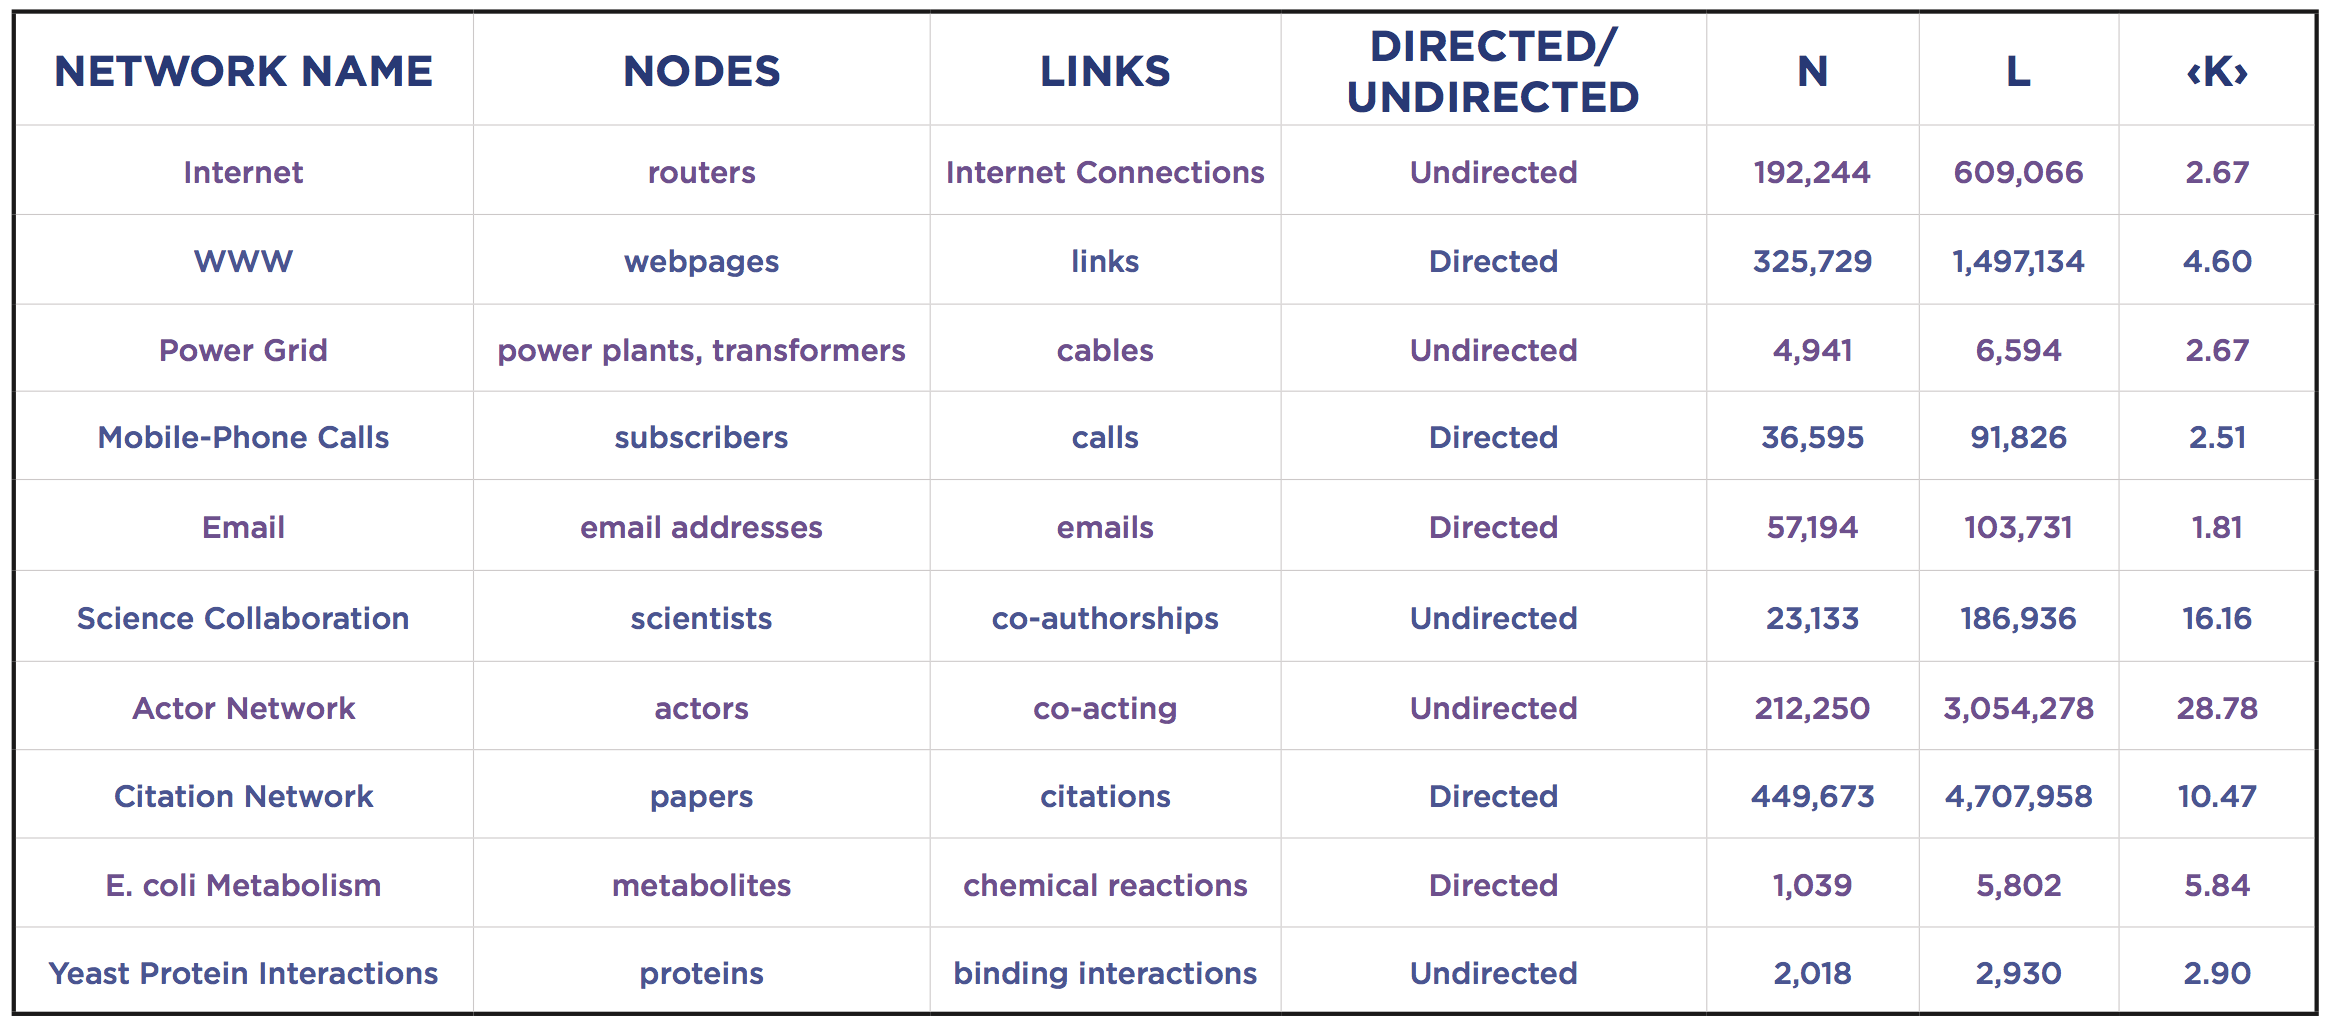 NETWORK NAME NODES LINKS DIRECTED/ UNDIRECTED N L ‹K›
Internet routers Internet Connections Undirected 192,244 609,066 2.67
WWW webpages links Directed 325,729 1,497,134 4.60
Power Grid power plants, transformers cables Undirected 4,941 6,594 2.67
Mobile-Phone Calls subscribers calls Directed 36,595 91,826 2.51
Email email addresses emails Directed 57,194 103,731 1.81
Science Collaboration scientists co-authorships Undirected 23,133 186,936 16.16
Actor Network actors co-acting Undirected 212,250 3,054,278 28.78
Citation Network papers citations Directed 449,673 4,707,958 10.47
E. coli Metabolism metabolites chemical reactions Directed 1,039 5,802 5.84
Yeast Protein Interactions proteins binding interactions Undirected 2,018 2,930 2.90